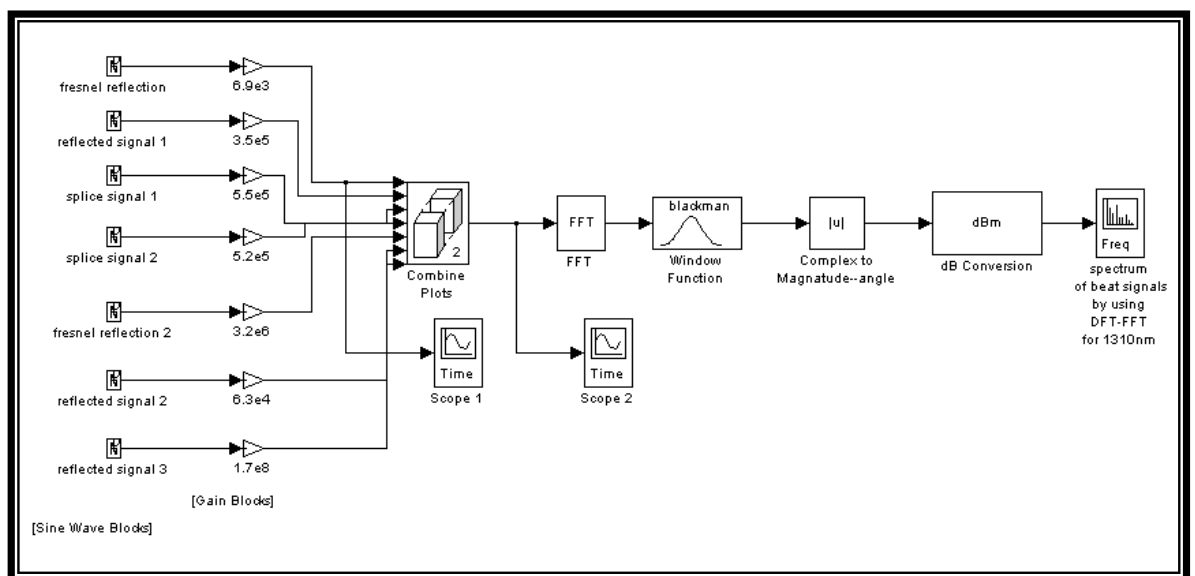 fresnel reflection
6.9e3
reflected signal 1
3.5e5
splice signal 1
5.5e5
splice signal 2
5.2e5
fresnel reflection 2
3.2e6
reflected signal 2
6.3e4
reflected signal 3
1.7e8
[Gain Blocks]
[Sine Wave Blocks]
2
Combine
Plots
Time
Scope 1
Time
Scope 2
FFT
FFT
blackman
Window
Function
|u|
Complex to
Magnitude--angle
dBm
dB Conversion
Freq
spectrum
of beat signals
by using
DFT-FFT
for 1310nm